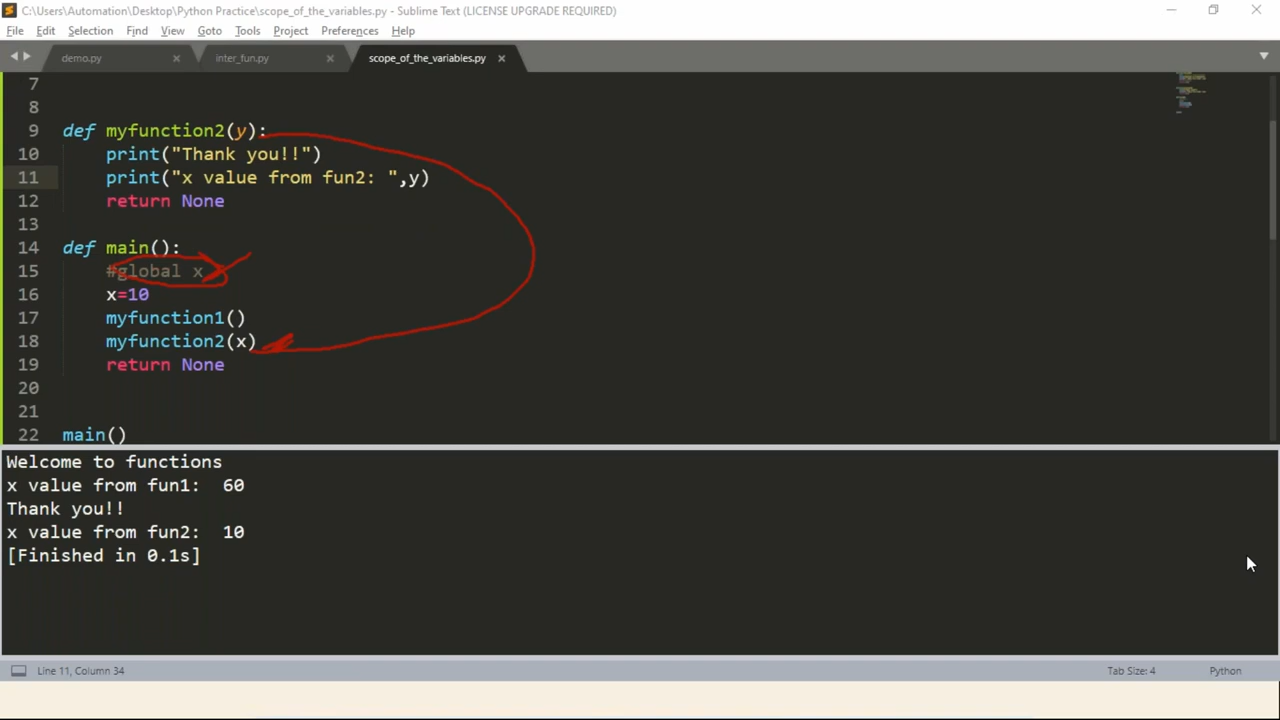 C:\Users\Automation\Desktop\Python Practice\scope_of_the_variables.py - Sublime Text (LICENSE UPGRADE REQUIRED)
File Edit Selection Find View Goto Tools Project Preferences Help
demo.py inter_fun.py scope_of_the_variables.py
7
8
9 def myfunction2(y):
10 print("Thank you!!")
11 print("x value from fun2: ",y)
12 return None
13
14 def main():
15 #global x
16 x=10
17 myfunction1()
18 myfunction2(x)
19 return None
20
21
22 main()
Welcome to functions
x value from fun1:  60
Thank you!!
x value from fun2:  10
[Finished in 0.1s]
Line 11, Column 34 Tab Size: 4 Python